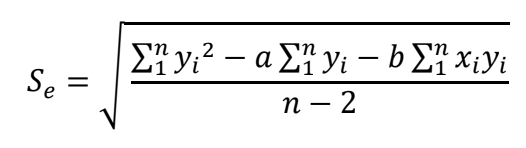 S_e = √((∑₁ⁿ y_i² − a ∑₁ⁿ y_i − b ∑₁ⁿ x_i y_i) / (n − 2))